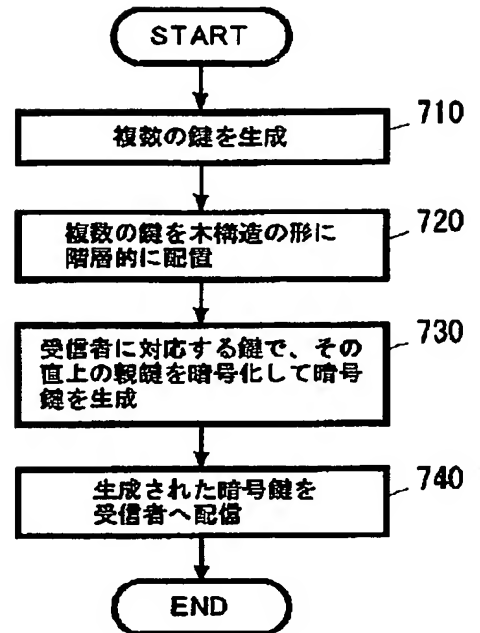 START
複数の鍵を生成
710
複数の鍵を木構造の形に
階層的に配置
720
受信者に対応する鍵で、その
直上の親鍵を暗号化して暗号
鍵を生成
730
生成された暗号鍵を
受信者へ配信
740
END